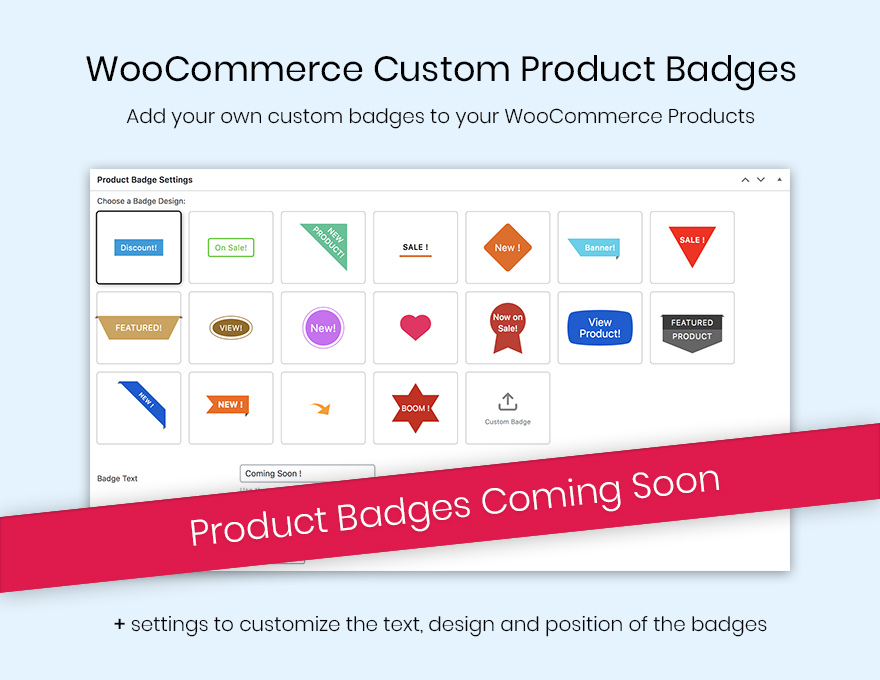 WooCommerce Custom Product Badges
Add your own custom badges to your WooCommerce Products
Product Badge Settings
Choose a Badge Design:
Discount!
On Sale!
NEW
PRODUCT!
SALE !
New !
Banner!
SALE !
FEATURED!
VIEW!
New!
Now on
Sale!
View
Product!
FEATURED
PRODUCT
NEW !
NEW !
BOOM !
Custom Badge
Badge Text
Coming Soon !
Product Badges Coming Soon
+ settings to customize the text, design and position of the badges